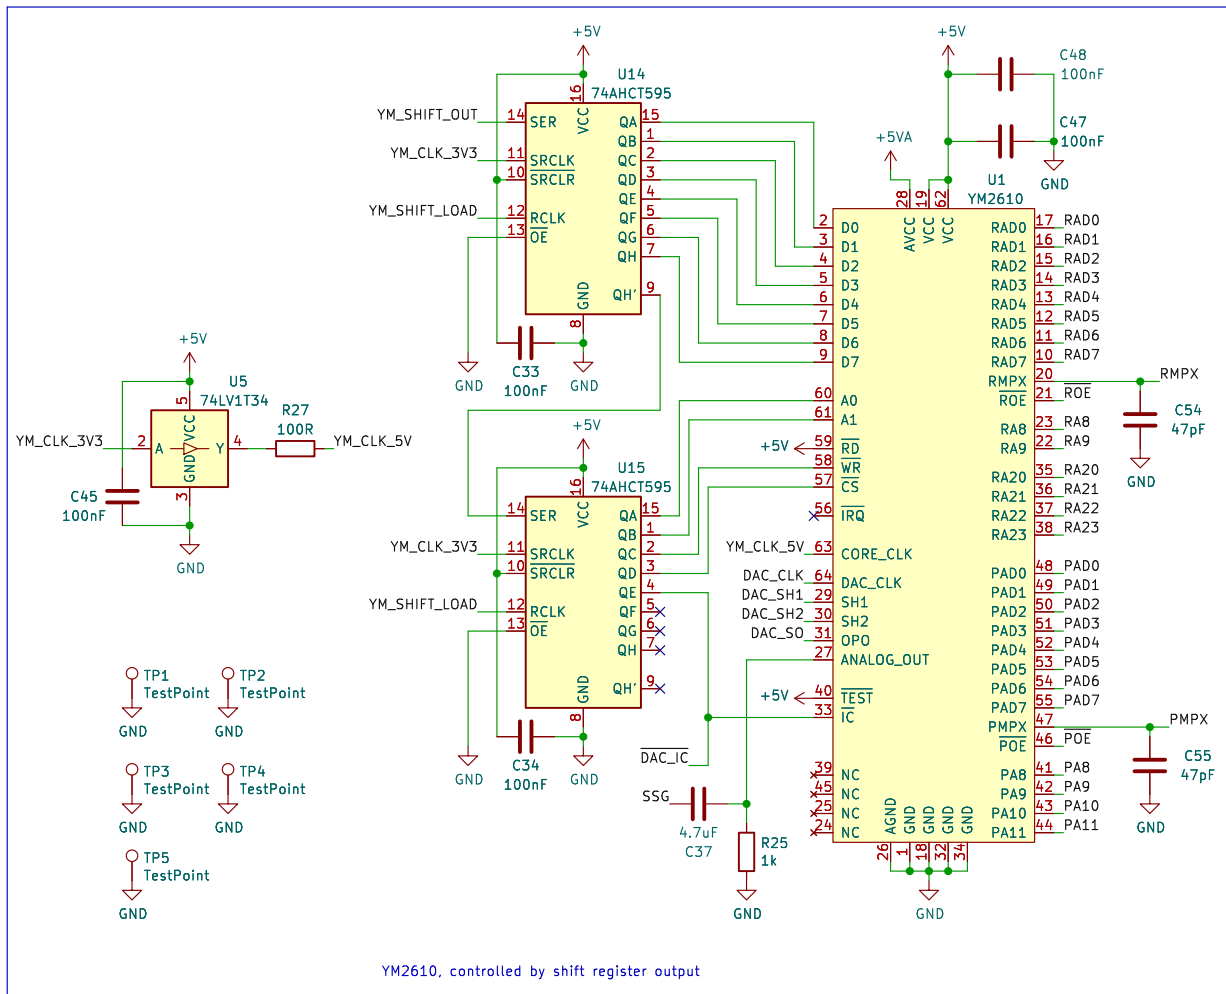 +5V
U14
74AHCT595
YM_SHIFT_OUT
14
SER
16
VCC
QA
15
QB
1
YM_CLK_3V3
11
SRCLK
QC
2
10
SRCLR
QD
3
QE
4
YM_SHIFT_LOAD
12
RCLK
QF
5
13
OE
QG
6
QH
7
QH'
9
GND
8
GND
C33
100nF
GND
+5V
C48
100nF
C47
100nF
GND
+5VA
U1
YM2610
28
19
62
AVCC
VCC
VCC
2
D0
3
D1
4
D2
5
D3
6
D4
7
D5
8
D6
9
D7
60
A0
61
A1
+5V
59
RD
58
WR
57
CS
56
IRQ
YM_CLK_5V
63
CORE_CLK
DAC_CLK
64
DAC_CLK
DAC_SH1
29
SH1
DAC_SH2
30
SH2
DAC_SO
31
OPO
27
ANALOG_OUT
+5V
40
TEST
33
IC
39
NC
45
NC
25
NC
24
NC
RAD0
17
RAD0
RAD1
16
RAD1
RAD2
15
RAD2
RAD3
14
RAD3
RAD4
13
RAD4
RAD5
12
RAD5
RAD6
11
RAD6
RAD7
10
RAD7
RMPX
20
RMPX
ROE
21
ROE
C54
47pF
GND
RA8
23
RA8
RA9
22
RA9
RA20
35
RA20
RA21
36
RA21
RA22
37
RA22
RA23
38
RA23
PAD0
48
PAD0
PAD1
49
PAD1
PAD2
50
PAD2
PAD3
51
PAD3
PAD4
52
PAD4
PAD5
53
PAD5
PAD6
54
PAD6
PAD7
55
PAD7
PMPX
47
PMPX
POE
46
POE
C55
47pF
GND
PA8
41
PA8
PA9
42
PA9
PA10
43
PA10
PA11
44
PA11
AGND
GND
GND
GND
GND
26
1
18
32
34
GND
+5V
U5
74LV1T34
YM_CLK_3V3
2
A
5
VCC
Y
4
GND
3
R27
100R
YM_CLK_5V
C45
100nF
GND
+5V
U15
74AHCT595
14
SER
16
VCC
QA
15
QB
1
YM_CLK_3V3
11
SRCLK
QC
2
10
SRCLR
QD
3
QE
4
YM_SHIFT_LOAD
12
RCLK
QF
5
13
OE
QG
6
QH
7
QH'
9
GND
8
GND
C34
100nF
GND
DAC_IC
SSG
4.7uF
C37
R25
1k
GND
TP1
TestPoint
GND
TP2
TestPoint
GND
TP3
TestPoint
GND
TP4
TestPoint
GND
TP5
TestPoint
GND
YM2610, controlled by shift register output